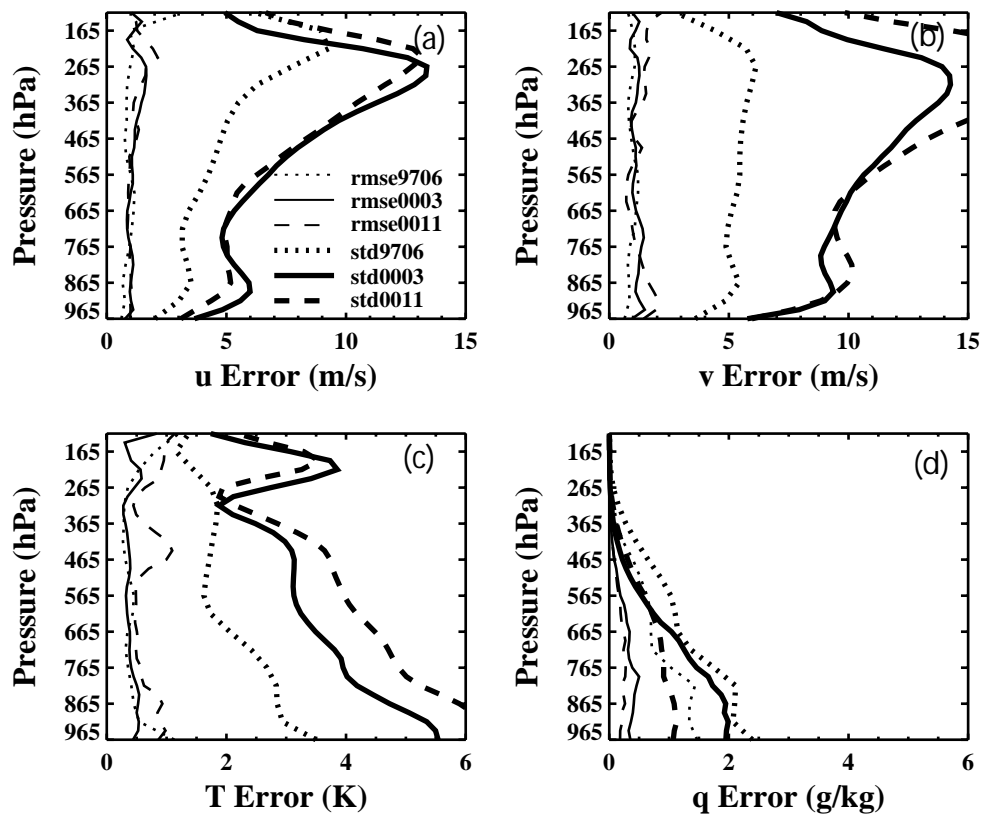 (a)
Pressure (hPa)
165
265
365
465
565
665
765
865
965
rmse9706
rmse0003
rmse0011
std9706
std0003
std0011
0 5 10 15
u Error (m/s)
(b)
Pressure (hPa)
165
265
365
465
565
665
765
865
965
0 5 10 15
v Error (m/s)
(c)
Pressure (hPa)
165
265
365
465
565
665
765
865
965
0 2 4 6
T Error (K)
(d)
Pressure (hPa)
165
265
365
465
565
665
765
865
965
0 2 4 6
q Error (g/kg)